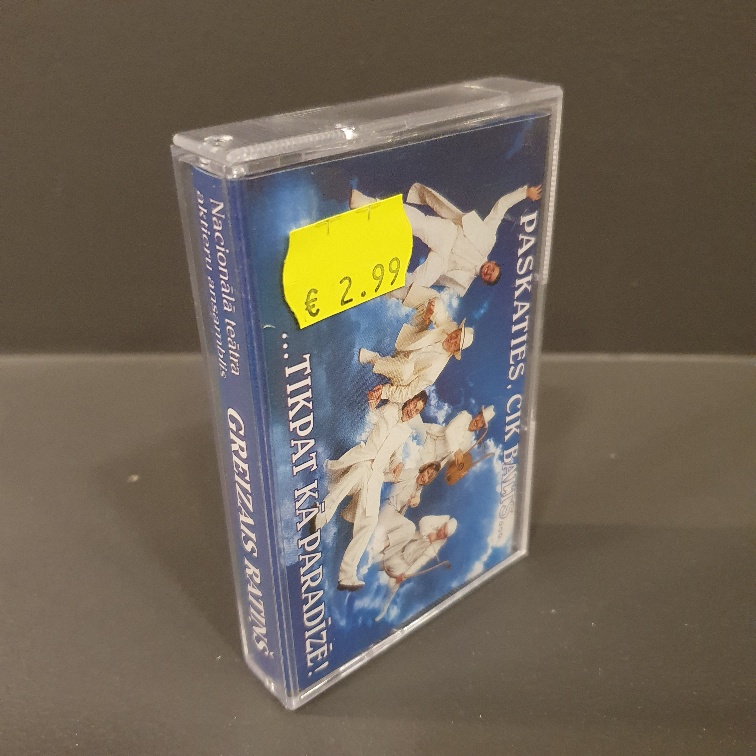 Nacionālā teātra
aktieru ansamblis
GREIZAIS RATIŅŠ
PASKATIES, CIK BALTS...
...TIKPAT KĀ PARADĪZĒ!
€ 2.99